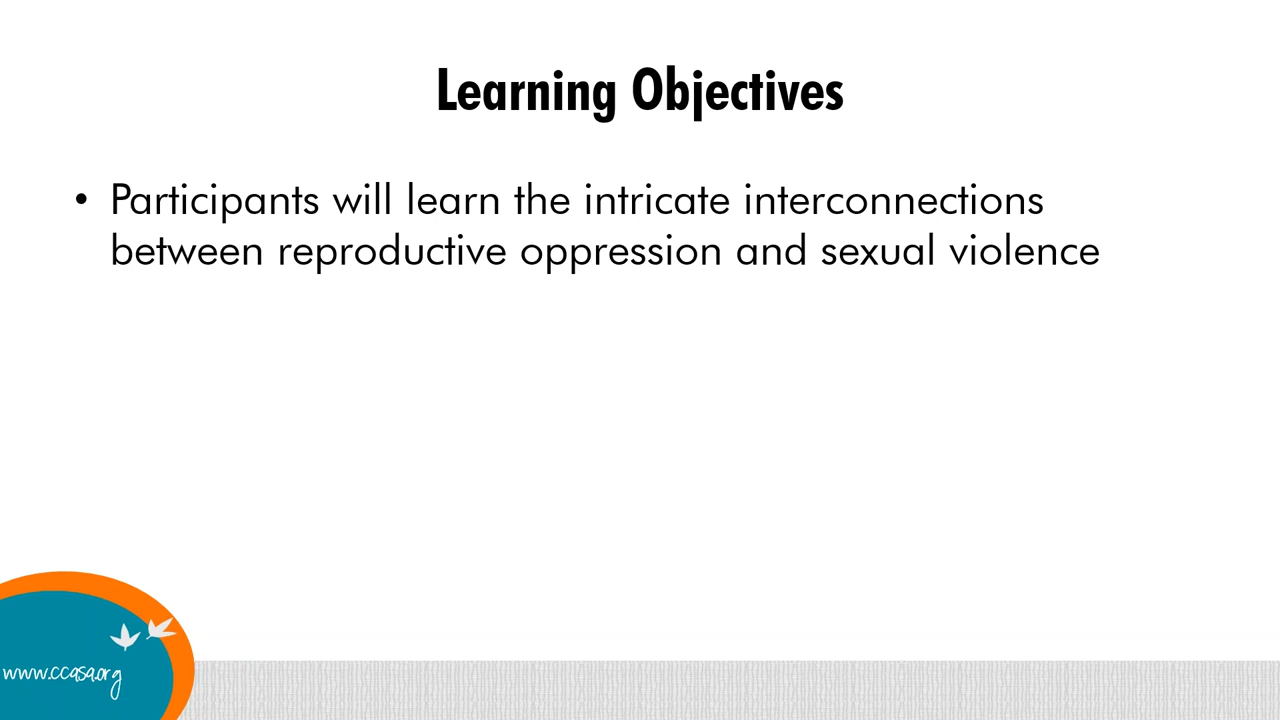 Learning Objectives
• Participants will learn the intricate interconnections
between reproductive oppression and sexual violence
www.ccasa.org